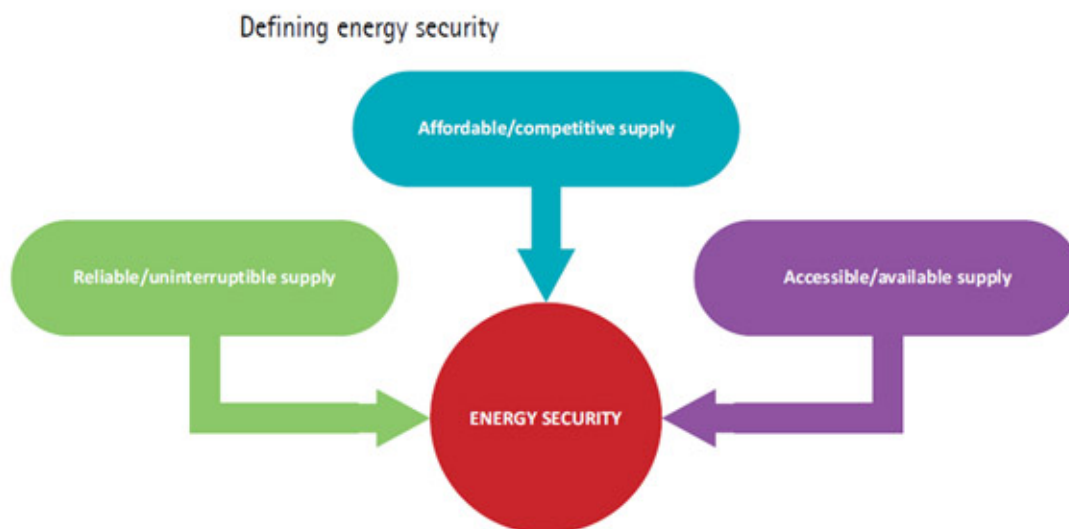 Defining energy security
Affordable/competitive supply
Reliable/uninterruptible supply
Accessible/available supply
ENERGY SECURITY